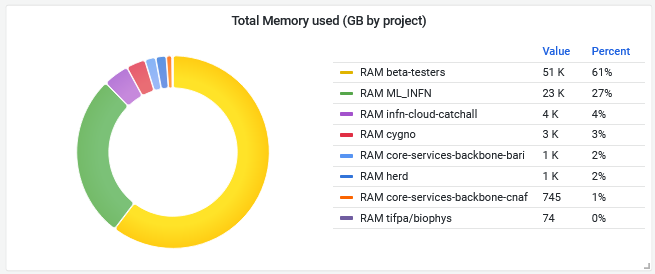 Total Memory used (GB by project)
Value Percent
RAM beta-testers 51 K 61%
RAM ML_INFN 23 K 27%
RAM infn-cloud-catchall 4 K 4%
RAM cygno 3 K 3%
RAM core-services-backbone-bari 1 K 2%
RAM herd 1 K 2%
RAM core-services-backbone-cnaf 745 1%
RAM tifpa/biophys 74 0%